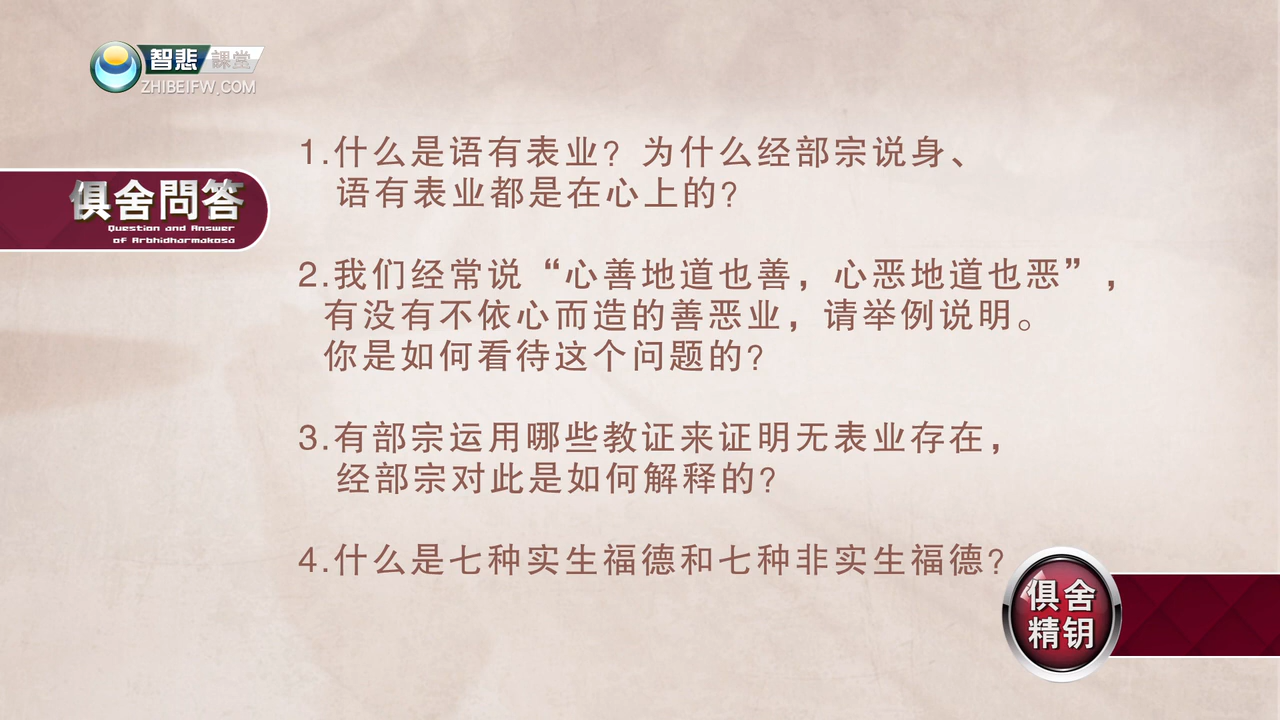 智悲課堂
ZHIBEIFW.COM
俱舍問答
Question and Answer
of Arbhidharmakosa
1.什么是语有表业？为什么经部宗说身、
语有表业都是在心上的？
2.我们经常说“心善地道也善，心恶地道也恶”，
有没有不依心而造的善恶业，请举例说明。
你是如何看待这个问题的？
3.有部宗运用哪些教证来证明无表业存在，
经部宗对此是如何解释的？
4.什么是七种实生福德和七种非实生福德？
俱舍
精钥